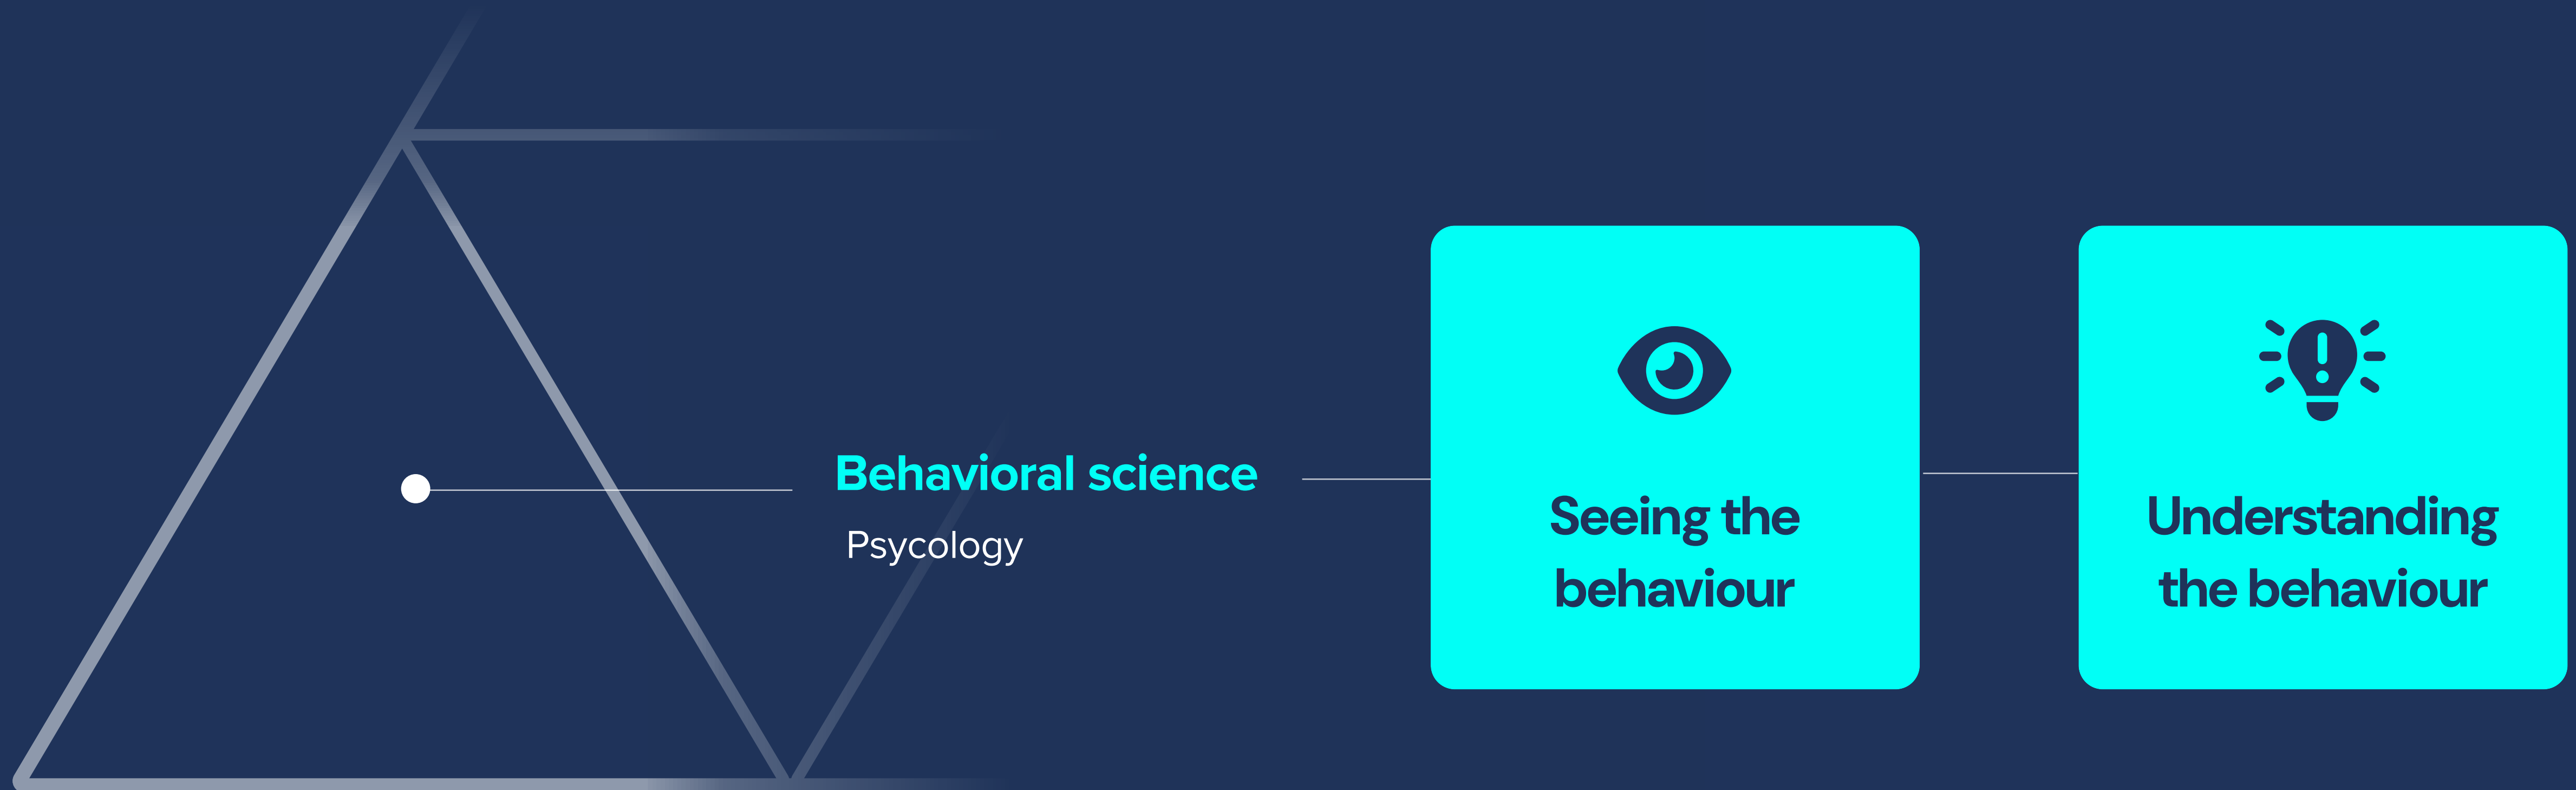 Behavioral science
Psycology
Seeing the
behaviour
Understanding
the behaviour